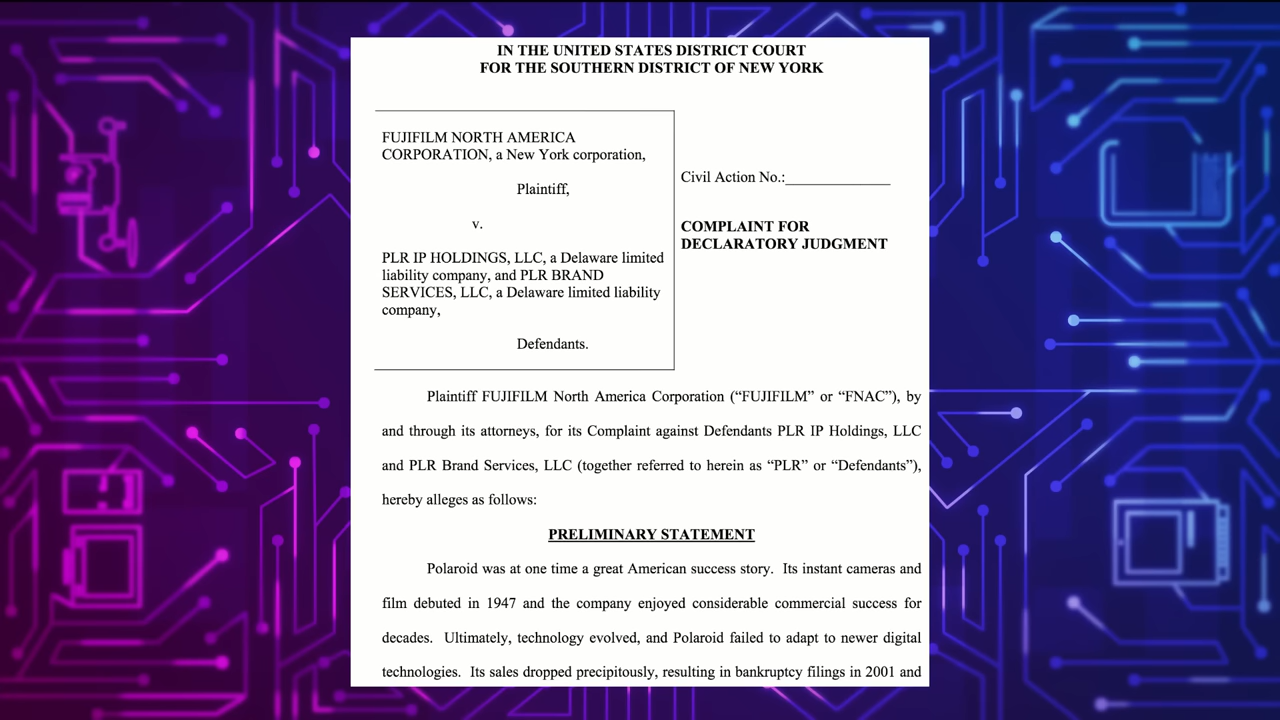 IN THE UNITED STATES DISTRICT COURT
FOR THE SOUTHERN DISTRICT OF NEW YORK
FUJIFILM NORTH AMERICA
CORPORATION, a New York corporation,
Plaintiff,
v.
PLR IP HOLDINGS, LLC, a Delaware limited
liability company, and PLR BRAND
SERVICES, LLC, a Delaware limited liability
company,
Defendants.
Civil Action No.:_______________
COMPLAINT FOR
DECLARATORY JUDGMENT
Plaintiff FUJIFILM North America Corporation (“FUJIFILM” or “FNAC”), by
and through its attorneys, for its Complaint against Defendants PLR IP Holdings, LLC
and PLR Brand Services, LLC (together referred to herein as “PLR” or “Defendants”),
hereby alleges as follows:
PRELIMINARY STATEMENT
Polaroid was at one time a great American success story. Its instant cameras and
film debuted in 1947 and the company enjoyed considerable commercial success for
decades. Ultimately, technology evolved, and Polaroid failed to adapt to newer digital
technologies. Its sales dropped precipitously, resulting in bankruptcy filings in 2001 and